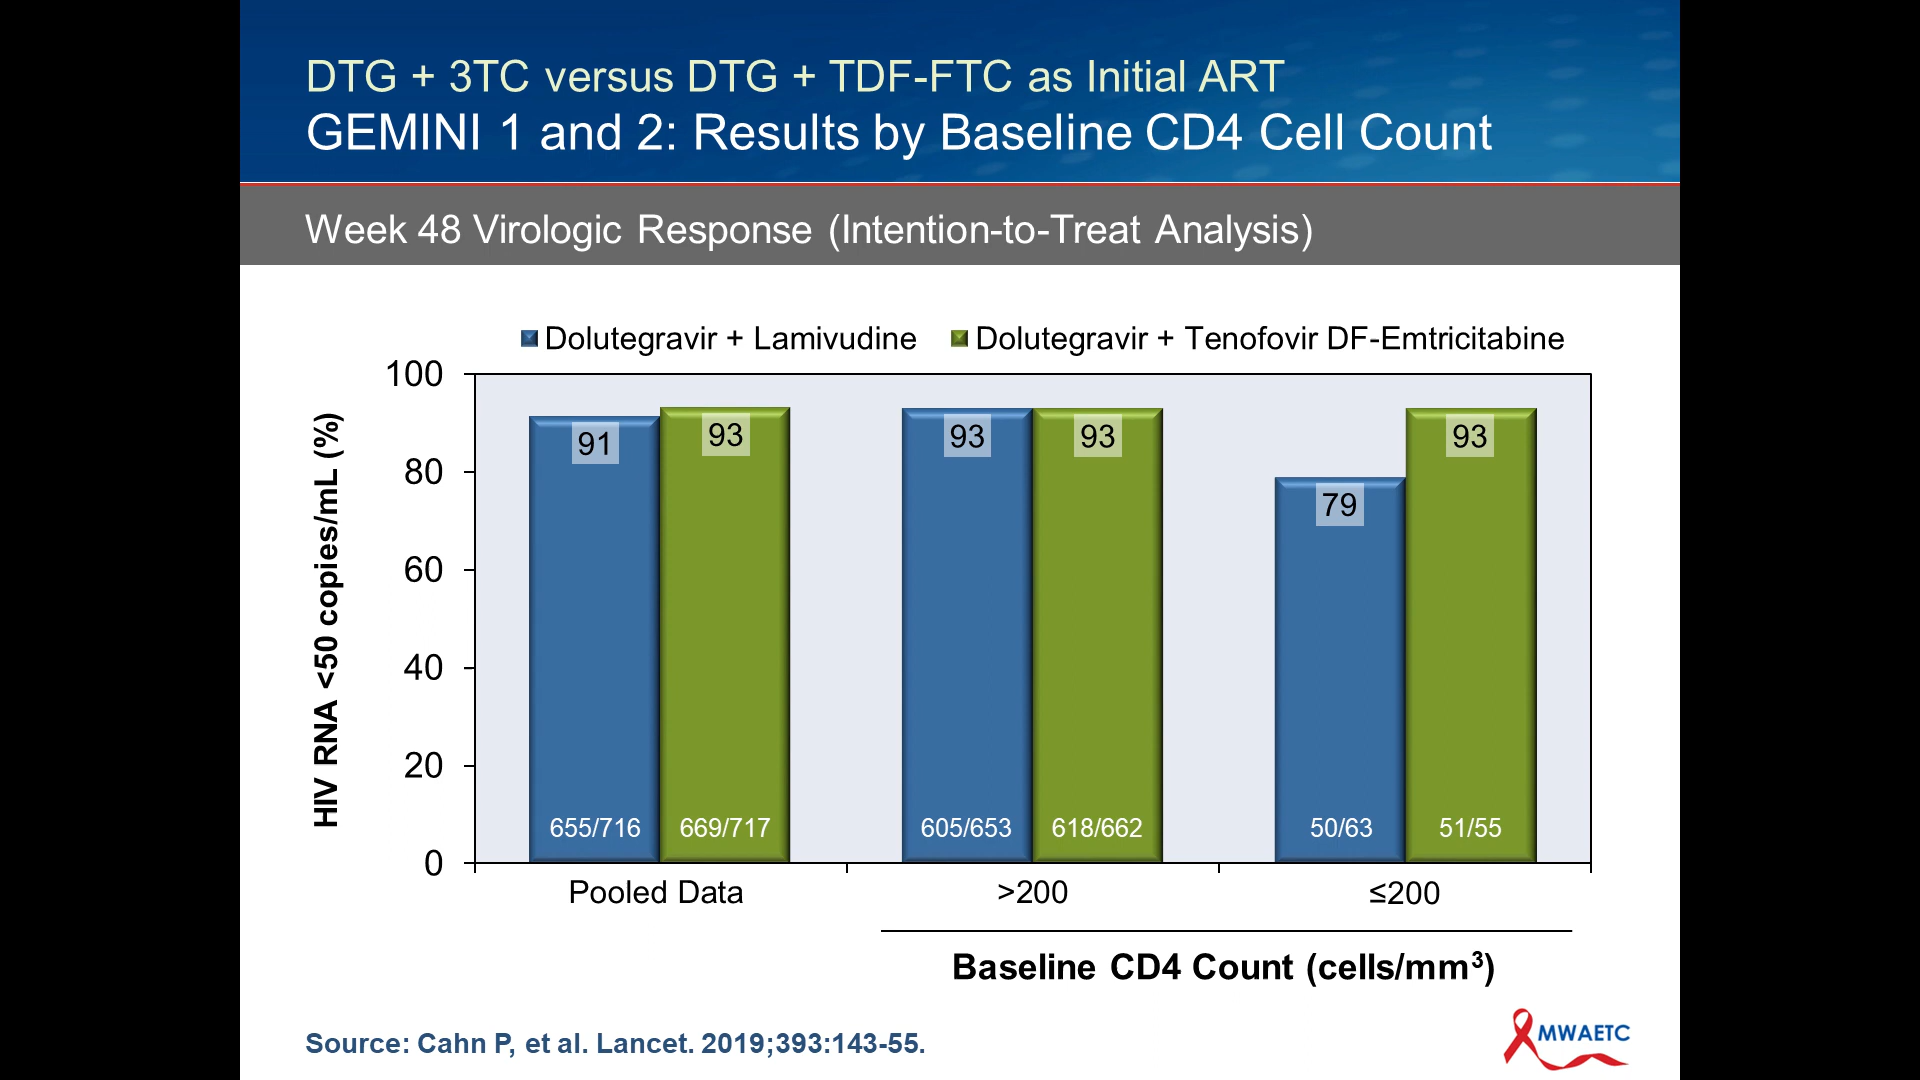 DTG + 3TC versus DTG + TDF-FTC as Initial ART
GEMINI 1 and 2: Results by Baseline CD4 Cell Count
Week 48 Virologic Response (Intention-to-Treat Analysis)
Dolutegravir + Lamivudine
Dolutegravir + Tenofovir DF-Emtricitabine
HIV RNA <50 copies/mL (%)
100
80
60
40
20
0
91
93
93
93
79
93
655/716
669/717
605/653
618/662
50/63
51/55
Pooled Data
>200
≤200
Baseline CD4 Count (cells/mm³)
Source: Cahn P, et al. Lancet. 2019;393:143-55.
MWAETC